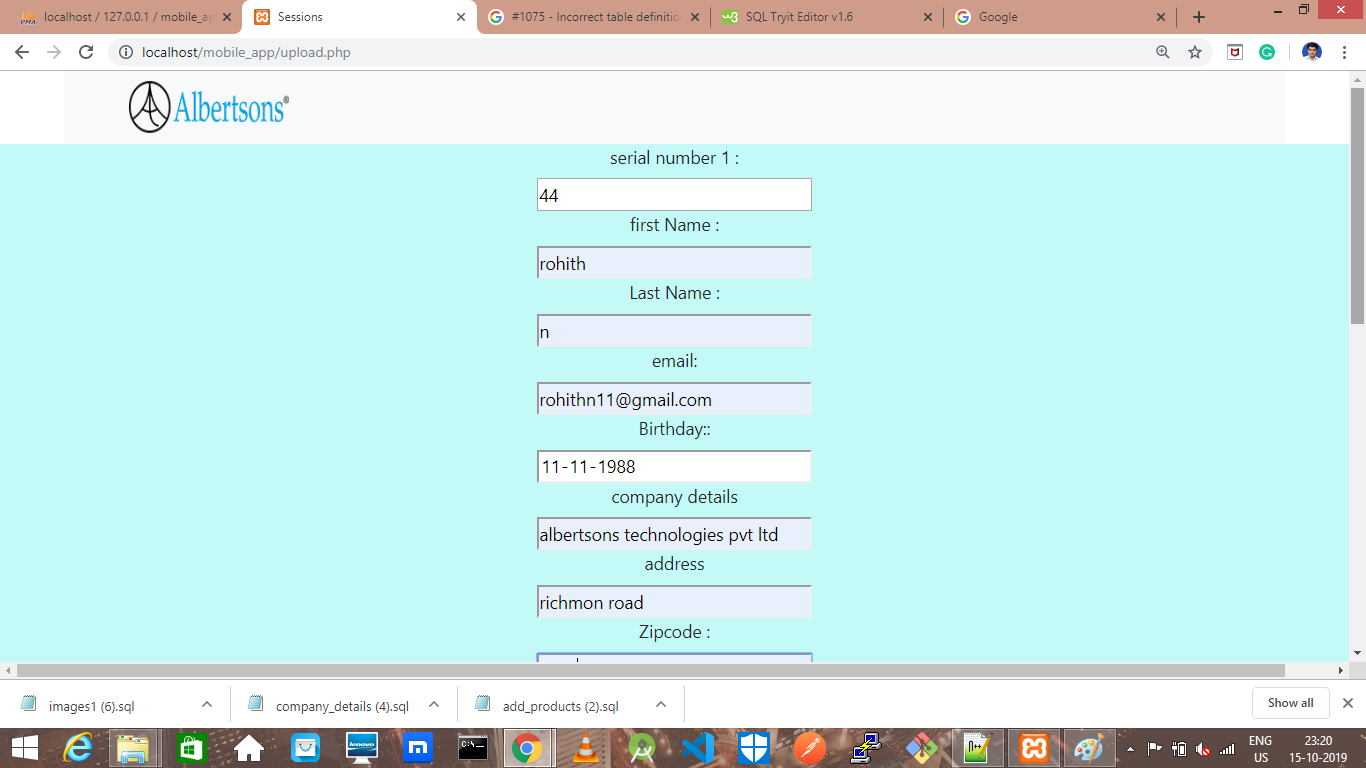 localhost / 127.0.0.1 / mobile_ap
Sessions
#1075 - Incorrect table definitio
SQL Tryit Editor v1.6
Google
localhost/mobile_app/upload.php
Albertsons®
serial number 1 :
44
first Name :
rohith
Last Name :
n
email:
rohithn11@gmail.com
Birthday::
11-11-1988
company details
albertsons technologies pvt ltd
address
richmon road
Zipcode :
images1 (6).sql
company_details (4).sql
add_products (2).sql
Show all
ENG
US
23:20
15-10-2019